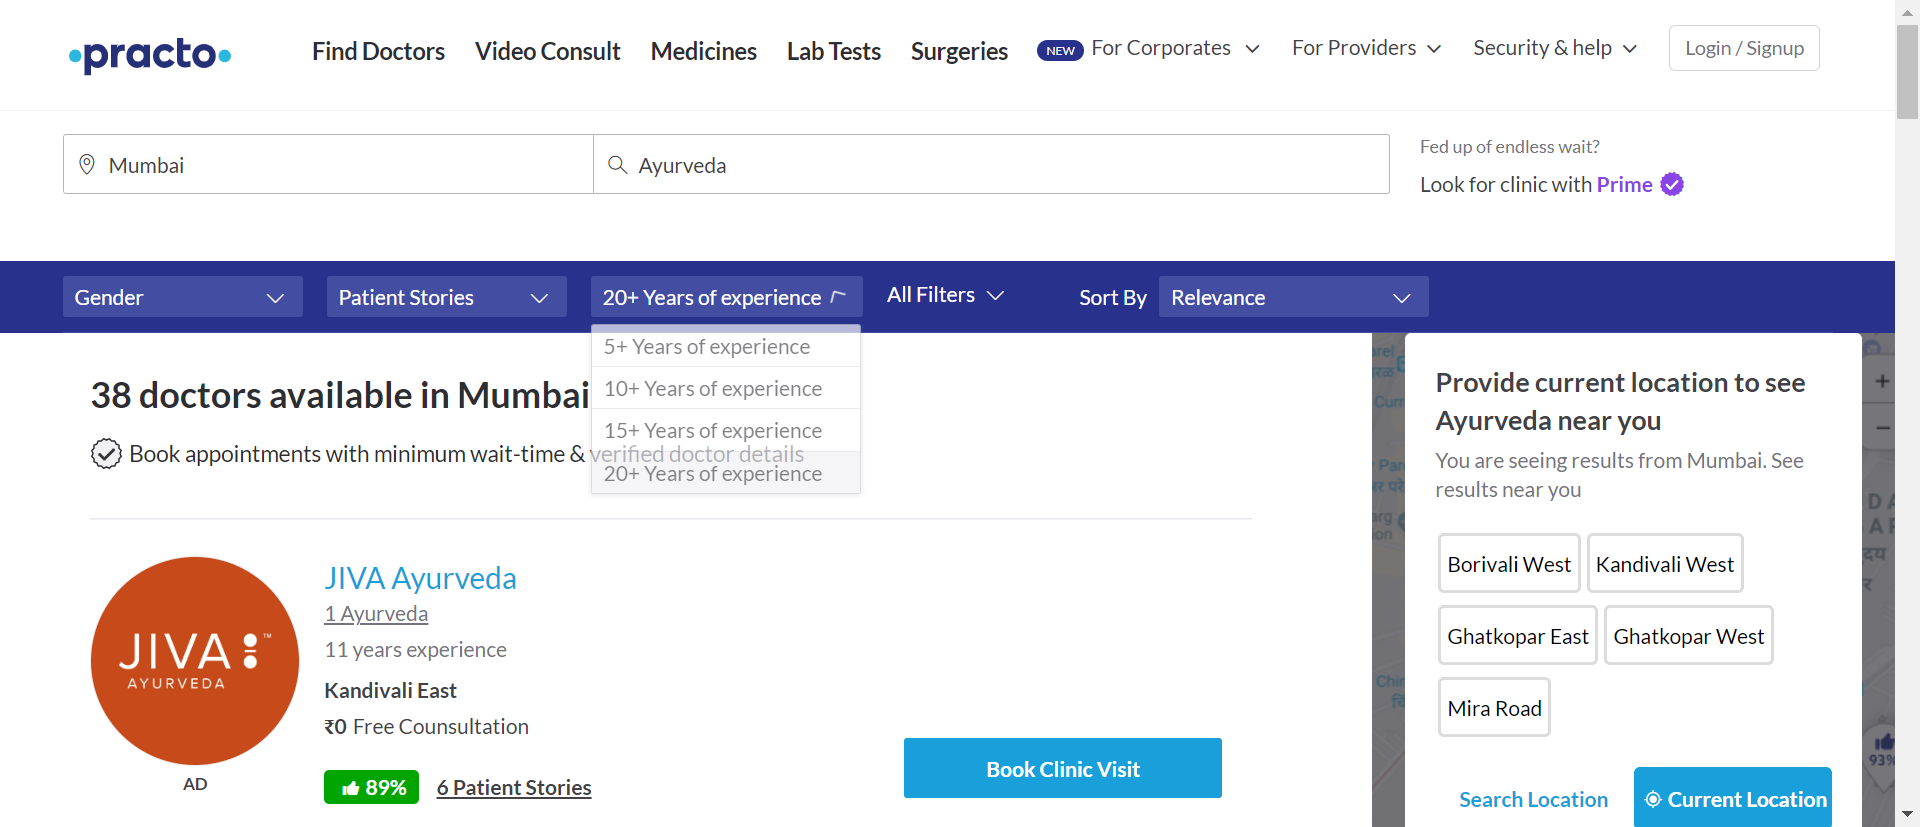 practo
Find Doctors
Video Consult
Medicines
Lab Tests
Surgeries
NEW
For Corporates
For Providers
Security & help
Login / Signup
Mumbai
Ayurveda
Fed up of endless wait?
Look for clinic with Prime
Gender
Patient Stories
20+ Years of experience
All Filters
Sort By
Relevance
5+ Years of experience
10+ Years of experience
15+ Years of experience
20+ Years of experience
38 doctors available in Mumbai
Book appointments with minimum wait-time & verified doctor details
JIVA™
AYURVEDA
AD
JIVA Ayurveda
1 Ayurveda
11 years experience
Kandivali East
₹0 Free Counsultation
89%
6 Patient Stories
Book Clinic Visit
Provide current location to see
Ayurveda near you
You are seeing results from Mumbai. See
results near you
Borivali West
Kandivali West
Ghatkopar East
Ghatkopar West
Mira Road
Search Location
Current Location
93%